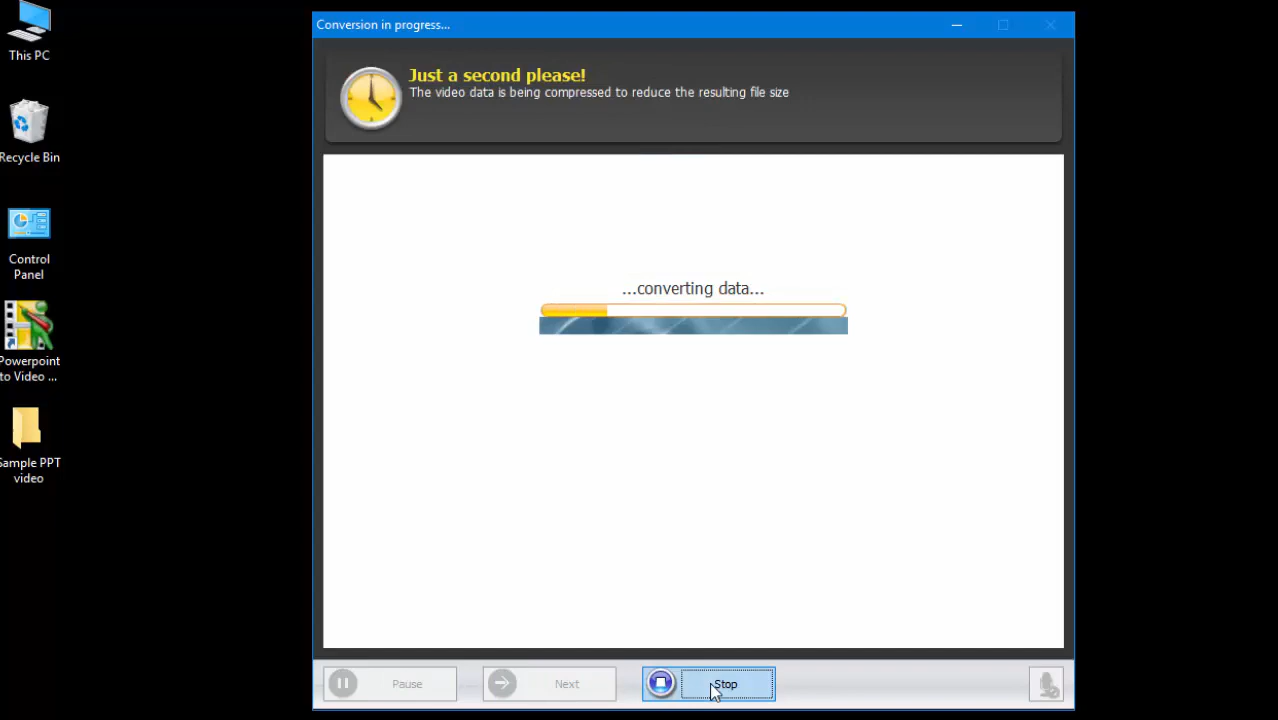 This PC
Recycle Bin
Control
Panel
Powerpoint
to Video ...
Sample PPT
video
Conversion in progress...
Just a second please!
The video data is being compressed to reduce the resulting file size
...converting data...
Pause
Next
Stop